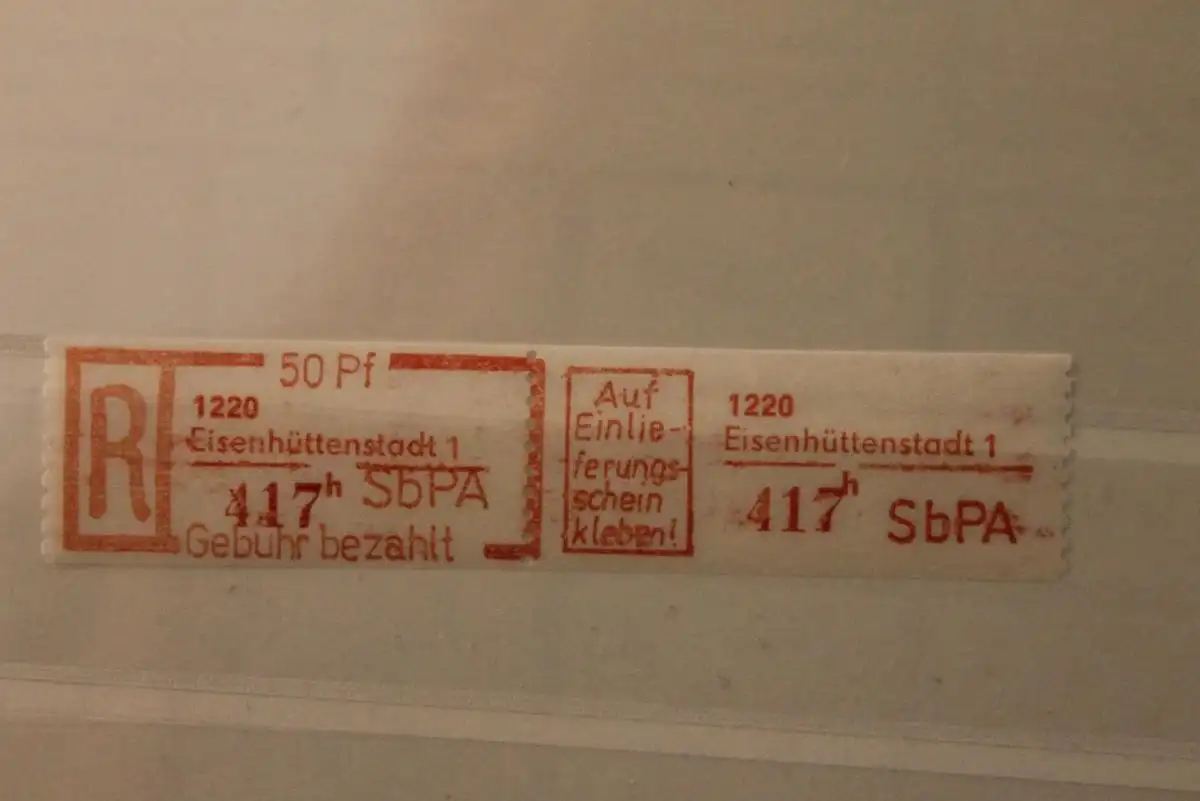 R
50 Pf
1220
Eisenhüttenstadt 1
417h SbPA
Gebühr bezahlt
Auf
Einlie-
ferungs-
schein
kleben!
1220
Eisenhüttenstadt 1
417h SbPA